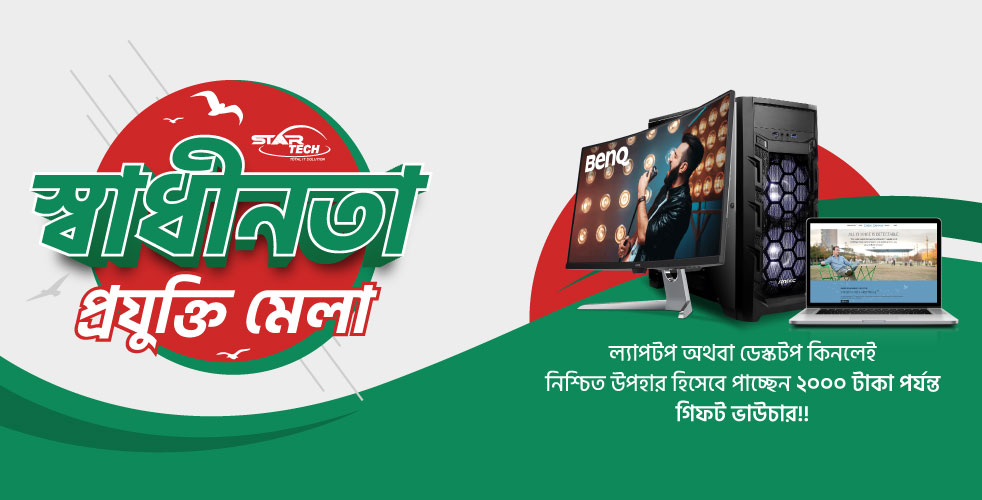 STAR
TECH
TOTAL IT SOLUTION
স্বাধীনতা
প্রযুক্তি মেলা
BenQ
ল্যাপটপ অথবা ডেস্কটপ কিনলেই
নিশ্চিত উপহার হিসেবে পাচ্ছেন ২০০০ টাকা পর্যন্ত
গিফট ভাউচার!!